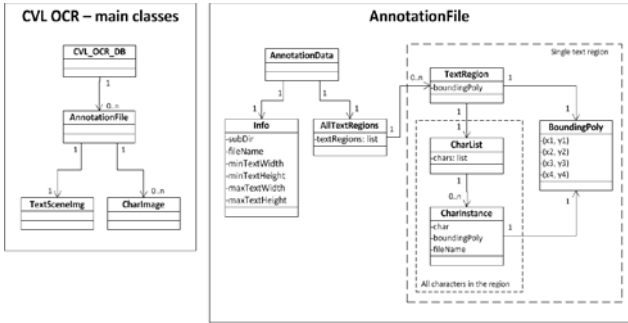 CVL OCR – main classes
CVL_OCR_DB
1
0..n
AnnotationFile
1
1
1
0..n
TextSceneImg
CharImage
AnnotationFile
Single text region
AnnotationData
1
1
1
1
0..n
1
TextRegion
-boundingPoly
1
1
Info
-subDir
-fileName
-minTextWidth
-minTextHeight
-maxTextWidth
-maxTextHeight
AllTextRegions
-textRegions: list
1
CharList
-chars: list
1
0..n
CharInstance
-char
-boundingPoly
-fileName
1
1
BoundingPoly
-(x1, y1)
-(x2, y2)
-(x3, y3)
-(x4, y4)
1
All characters in the region